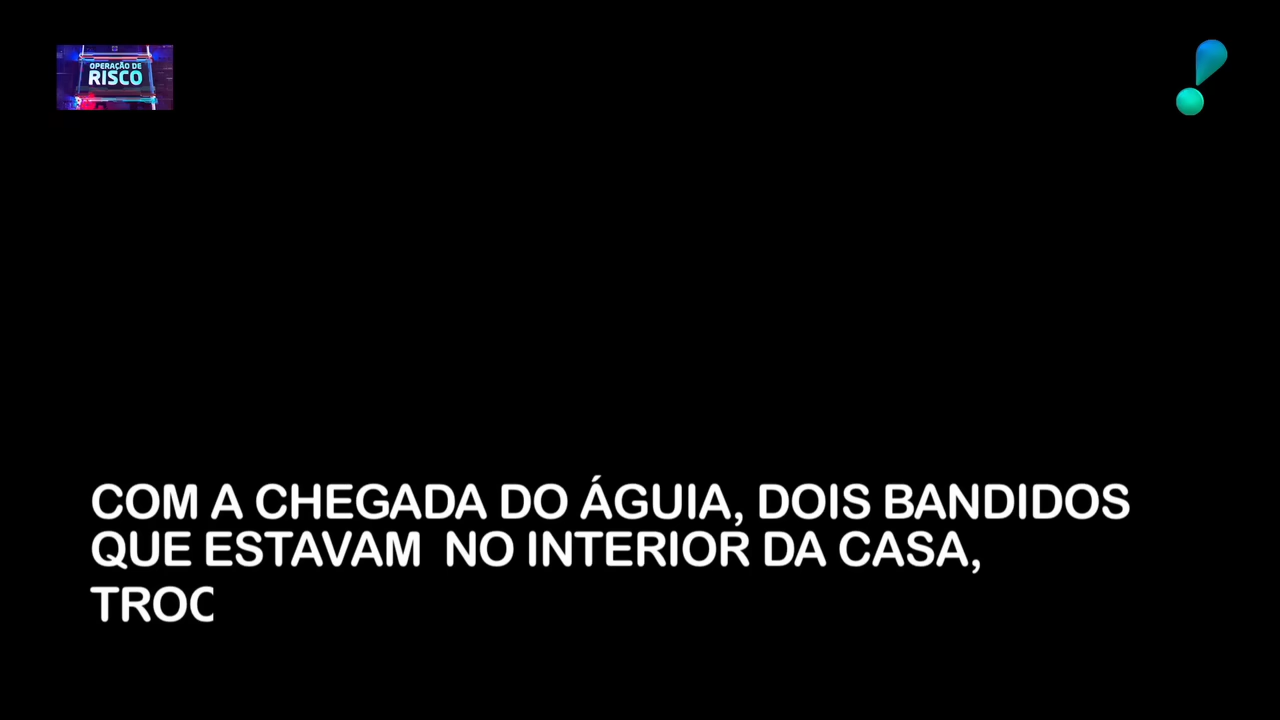 OPERAÇÃO DE
RISCO
COM A CHEGADA DO ÁGUIA, DOIS BANDIDOS
QUE ESTAVAM NO INTERIOR DA CASA,
TROC